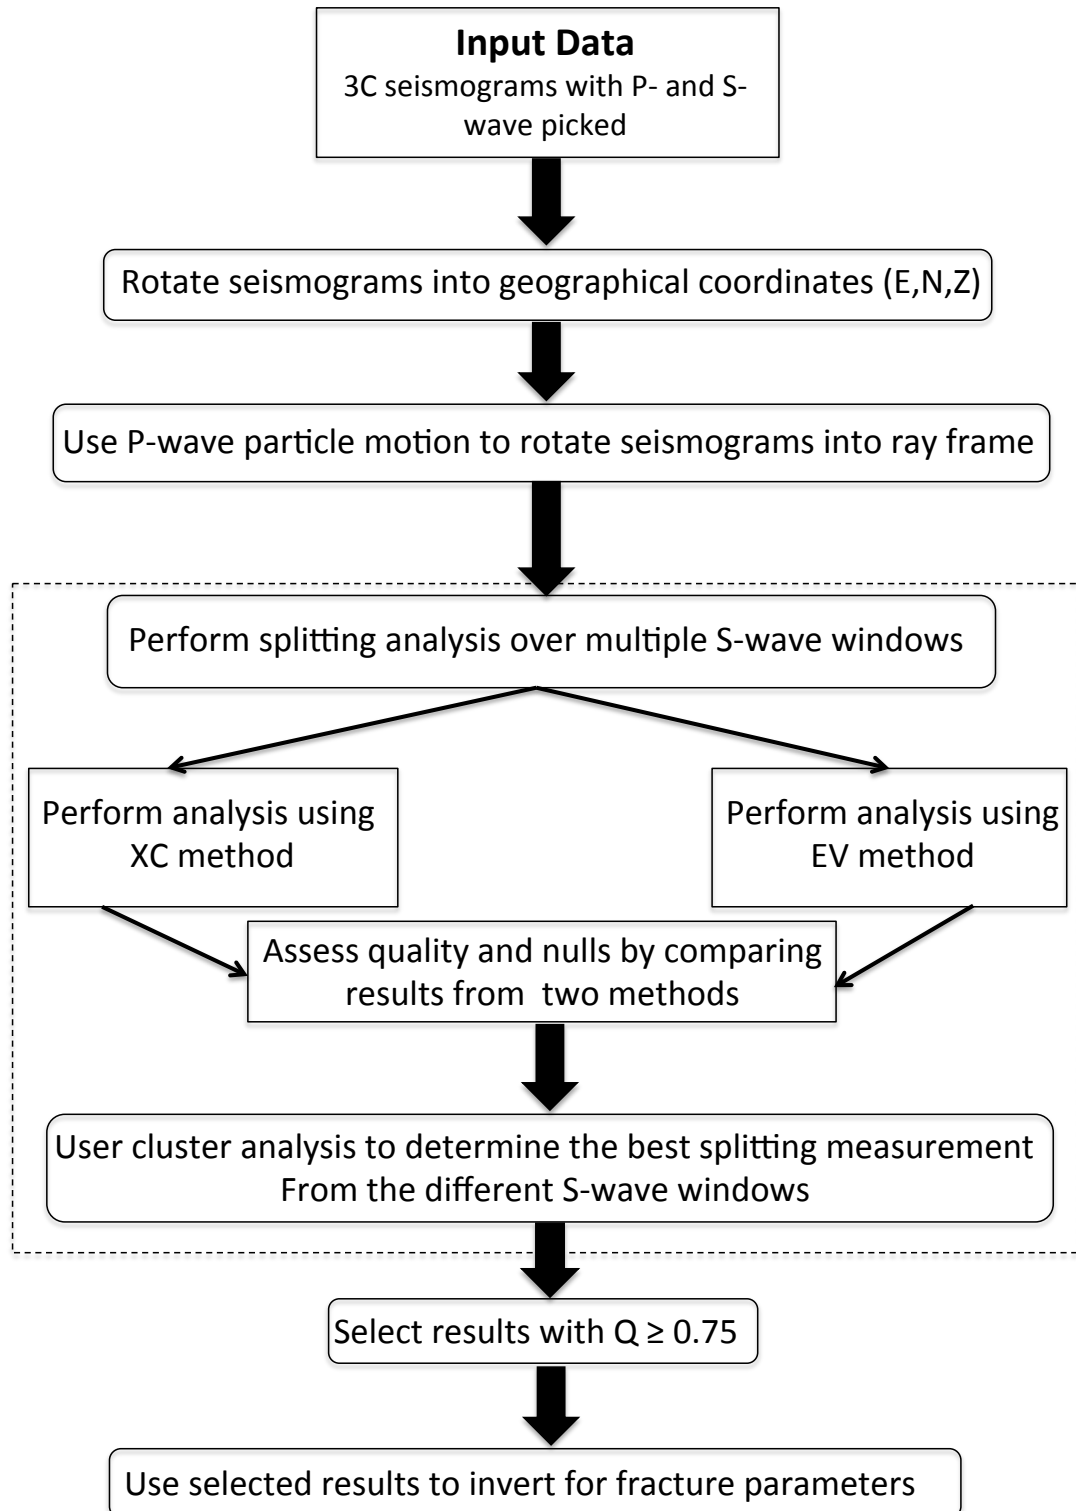 Input Data
3C seismograms with P- and S-
wave picked
Rotate seismograms into geographical coordinates (E,N,Z)
Use P-wave particle motion to rotate seismograms into ray frame
Perform splitting analysis over multiple S-wave windows
Perform analysis using
XC method
Perform analysis using
EV method
Assess quality and nulls by comparing
results from two methods
User cluster analysis to determine the best splitting measurement
From the different S-wave windows
Select results with Q ≥ 0.75
Use selected results to invert for fracture parameters